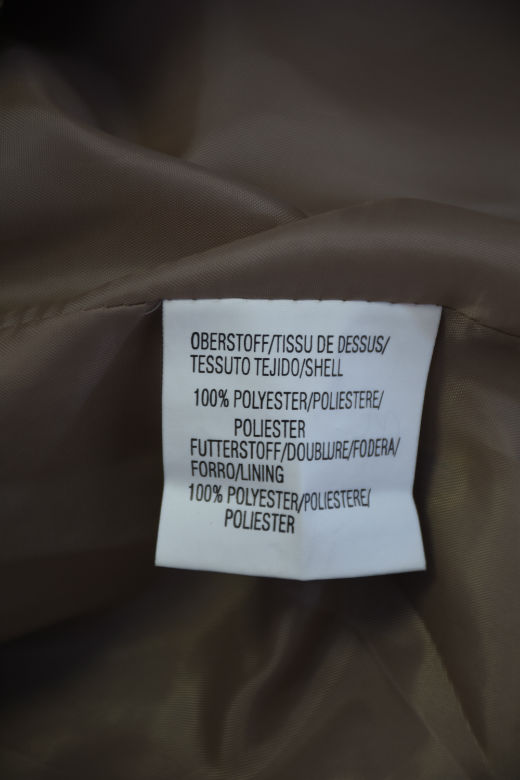 OBERSTOFF/TISSU DE DESSUS/
TESSUTO TEJIDO/SHELL
100% POLYESTER/POLIESTERE/
POLIESTER
FUTTERSTOFF/DOUBLURE/FODERA/
FORRO/LINING
100% POLYESTER/POLIESTERE/
POLIESTER